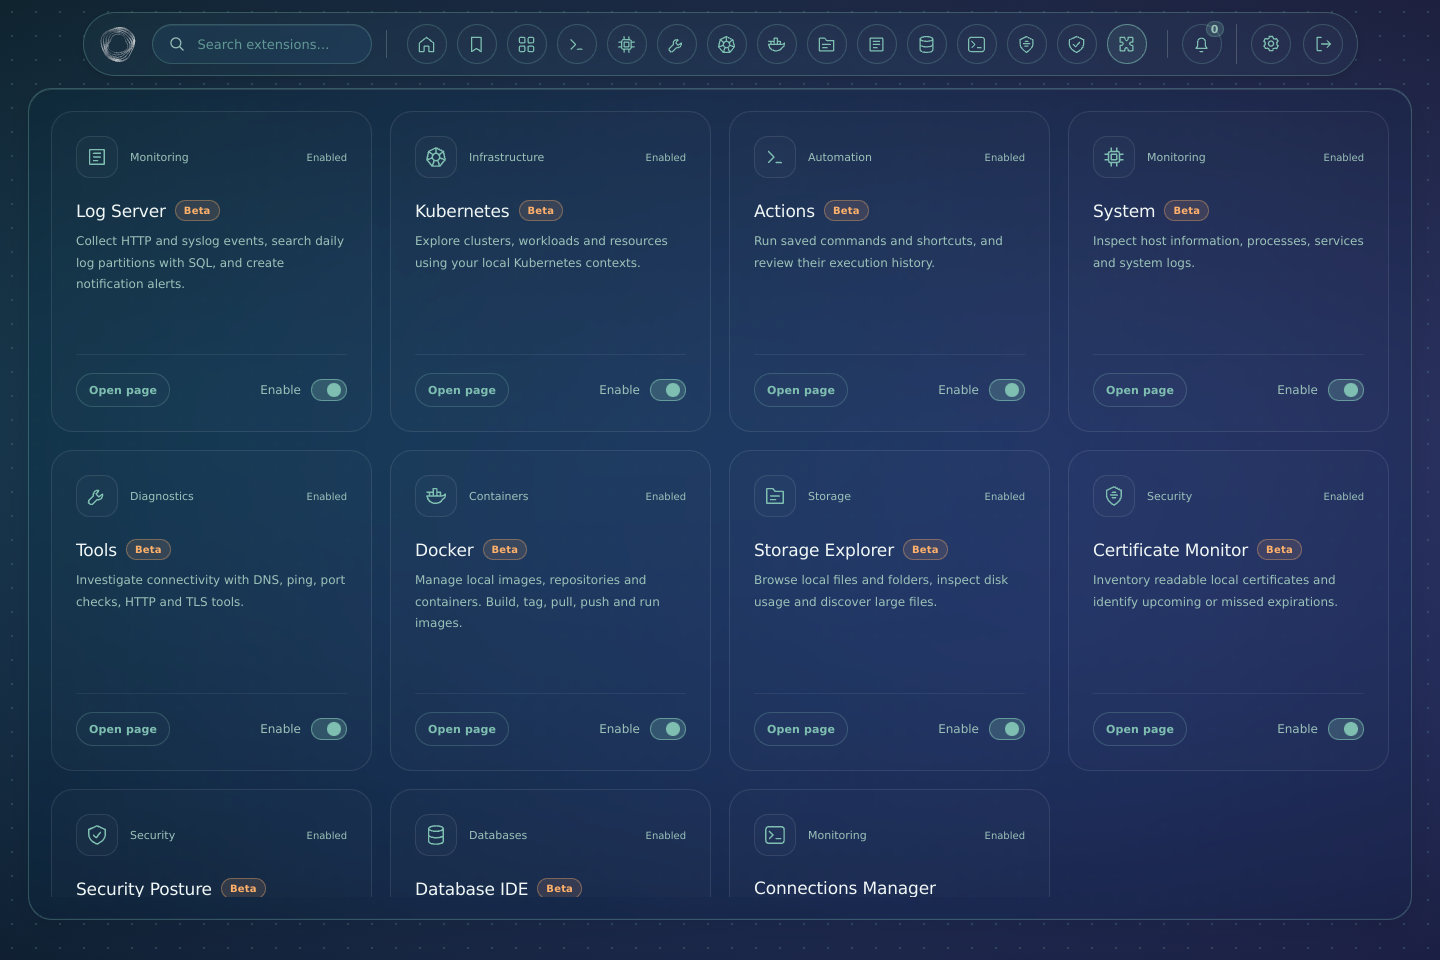 Search extensions...
0
Monitoring
Enabled
Log Server
Beta
Collect HTTP and syslog events, search daily
log partitions with SQL, and create
notification alerts.
Open page
Enable
Infrastructure
Enabled
Kubernetes
Beta
Explore clusters, workloads and resources
using your local Kubernetes contexts.
Open page
Enable
Automation
Enabled
Actions
Beta
Run saved commands and shortcuts, and
review their execution history.
Open page
Enable
Monitoring
Enabled
System
Beta
Inspect host information, processes, services
and system logs.
Open page
Enable
Diagnostics
Enabled
Tools
Beta
Investigate connectivity with DNS, ping, port
checks, HTTP and TLS tools.
Open page
Enable
Containers
Enabled
Docker
Beta
Manage local images, repositories and
containers. Build, tag, pull, push and run
images.
Open page
Enable
Storage
Enabled
Storage Explorer
Beta
Browse local files and folders, inspect disk
usage and discover large files.
Open page
Enable
Security
Enabled
Certificate Monitor
Beta
Inventory readable local certificates and
identify upcoming or missed expirations.
Open page
Enable
Security
Enabled
Security Posture
Beta
Databases
Enabled
Database IDE
Beta
Monitoring
Enabled
Connections Manager